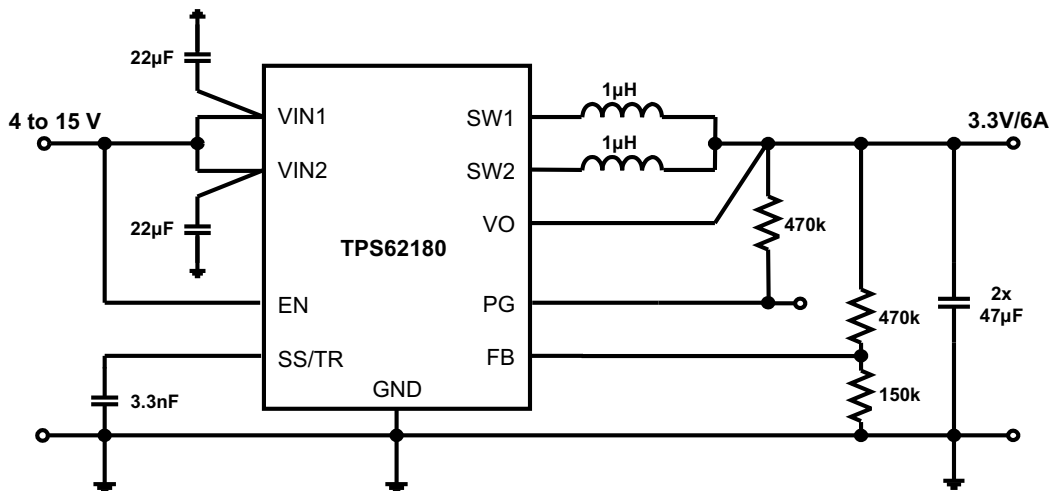 22µF
4 to 15 V
22µF
3.3nF
VIN1
VIN2
EN
SS/TR
TPS62180
GND
SW1
SW2
VO
PG
FB
1µH
1µH
470k
470k
150k
3.3V/6A
2x
47µF